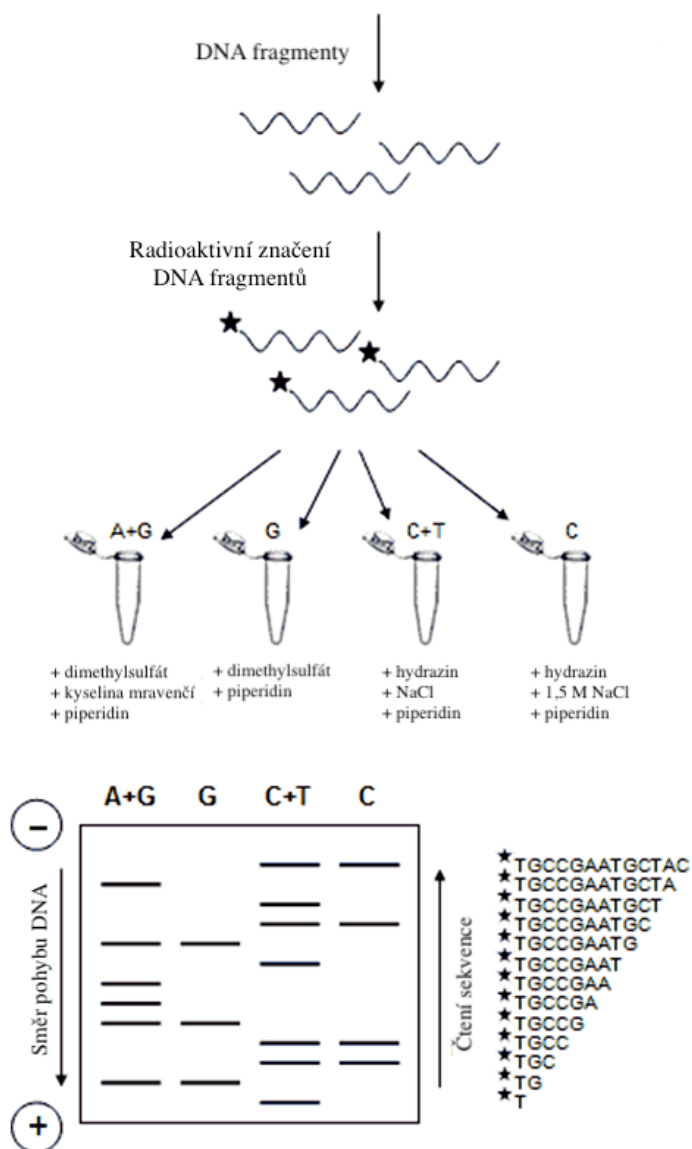 DNA fragmenty
Radioaktivní značení
DNA fragmentů
A+G
G
C+T
C
+ dimethylsulfát
+ kyselina mravenčí
+ piperidin
+ dimethylsulfát
+ piperidin
+ hydrazin
+ NaCl
+ piperidin
+ hydrazin
+ 1,5 M NaCl
+ piperidin
A+G G C+T C
−
Směr pohybu DNA
+
Čtení sekvence
★TGCCGAATGCTAC
★TGCCGAATGCTA
★TGCCGAATGCT
★TGCCGAATGC
★TGCCGAATG
★TGCCGAAT
★TGCCGAA
★TGCCGA
★TGCCG
★TGCC
★TGC
★TG
★T